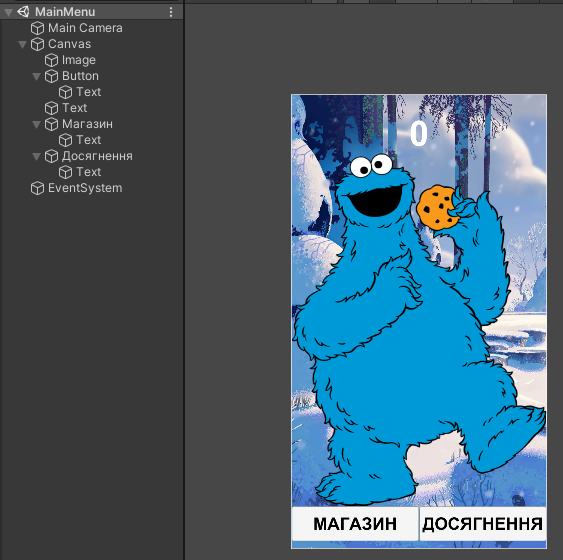 MainMenu
Main Camera
Canvas
Image
Button
Text
Text
Магазин
Text
Досягнення
Text
EventSystem
0
МАГАЗИН
ДОСЯГНЕННЯ